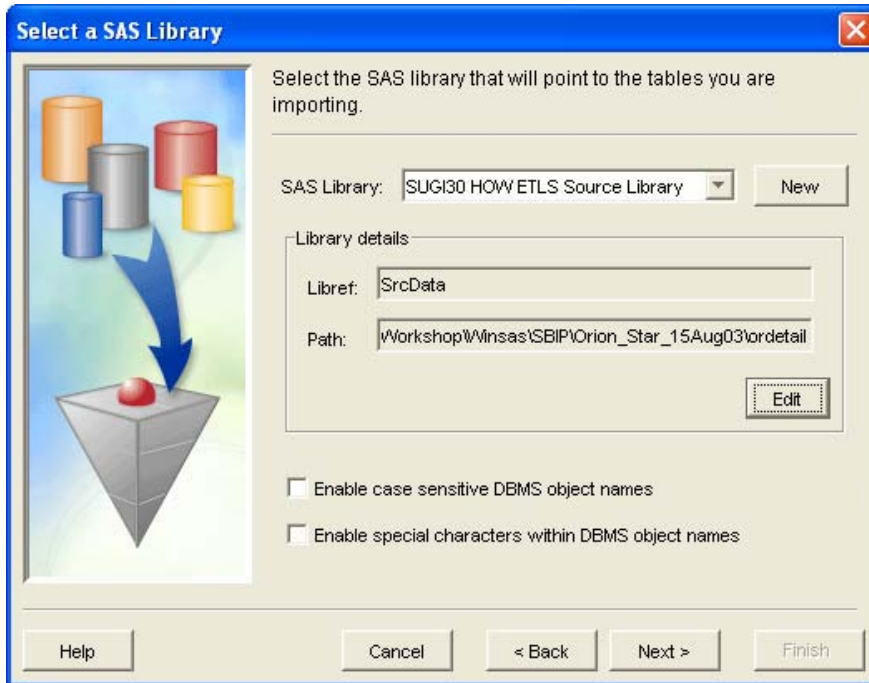 Select a SAS Library
Select the SAS library that will point to the tables you are
importing.
SAS Library: SUGI30 HOW ETLS Source Library New
Library details
Libref: SrcData
Path: Workshop\Winsas\SBIP\Orion_Star_15Aug03\ordetail
Edit
Enable case sensitive DBMS object names
Enable special characters within DBMS object names
Help Cancel < Back Next > Finish